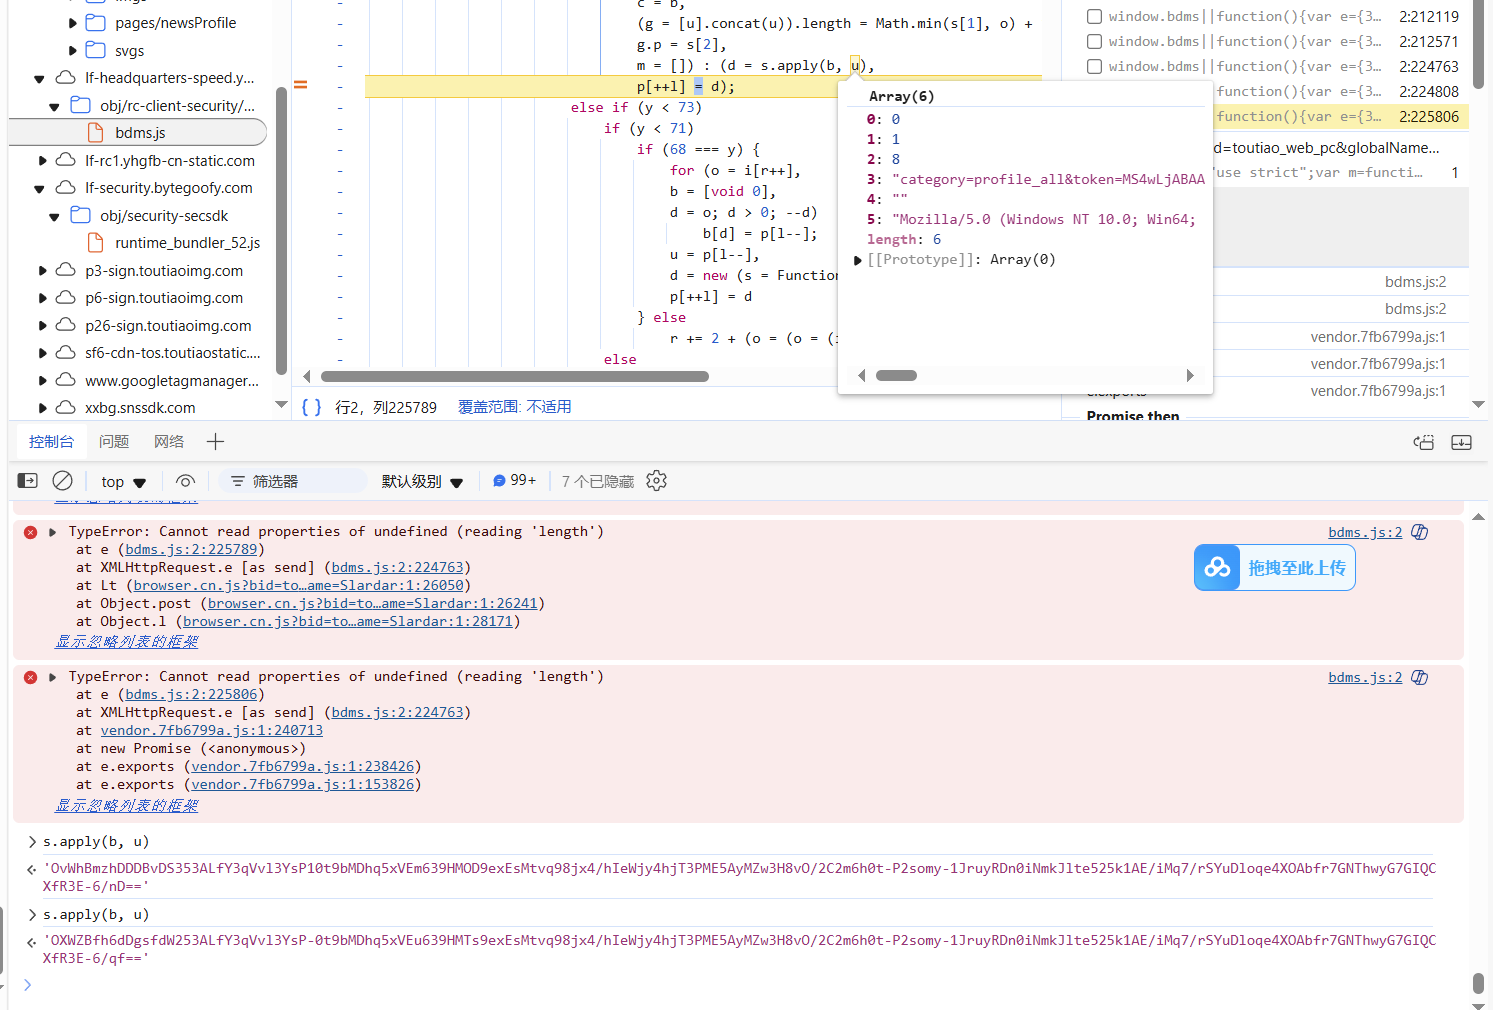 pages/newsProfile
svgs
lf-headquarters-speed.y...
obj/rc-client-security/...
bdms.js
lf-rc1.yhgfb-cn-static.com
lf-security.bytegoofy.com
obj/security-secsdk
runtime_bundler_52.js
p3-sign.toutiaoimg.com
p6-sign.toutiaoimg.com
p26-sign.toutiaoimg.com
sf6-cdn-tos.toutiaostatic....
www.googletagmanager...
xxbg.snssdk.com
c = b,
(g = [u].concat(u)).length = Math.min(s[1], o) +
g.p = s[2],
m = []) : (d = s.apply(b, u),
p[++l] = d);
else if (y < 73)
if (y < 71)
if (68 === y) {
for (o = i[r++],
b = [void 0],
d = o; d > 0; --d)
b[d] = p[l--];
u = p[l--],
d = new (s = Function
p[++l] = d
} else
r += 2 + (o = (o = (i
else
{ } 行2，列225789 覆盖范围: 不适用
Array(6)
0: 0
1: 1
2: 8
3: "category=profile_all&token=MS4wLjABAA
4: ""
5: "Mozilla/5.0 (Windows NT 10.0; Win64;
length: 6
[[Prototype]]: Array(0)
window.bdms||function(){var e={3... 2:212119
window.bdms||function(){var e={3... 2:212571
window.bdms||function(){var e={3... 2:224763
function(){var e={3... 2:224808
function(){var e={3... 2:225806
d=toutiao_web_pc&globalName...
"use strict";var m=functi... 1
bdms.js:2
bdms.js:2
vendor.7fb6799a.js:1
vendor.7fb6799a.js:1
vendor.7fb6799a.js:1
e.exports
Promise.then
控制台 问题 网络
top 筛选器 默认级别 99+ 7 个已隐藏
显示忽略列表的框架
TypeError: Cannot read properties of undefined (reading 'length') bdms.js:2
at e (bdms.js:2:225789)
at XMLHttpRequest.e [as send] (bdms.js:2:224763)
at Lt (browser.cn.js?bid=to…ame=Slardar:1:26050)
at Object.post (browser.cn.js?bid=to…ame=Slardar:1:26241)
at Object.l (browser.cn.js?bid=to…ame=Slardar:1:28171)
显示忽略列表的框架
拖拽至此上传
TypeError: Cannot read properties of undefined (reading 'length') bdms.js:2
at e (bdms.js:2:225806)
at XMLHttpRequest.e [as send] (bdms.js:2:224763)
at vendor.7fb6799a.js:1:240713
at new Promise (<anonymous>)
at e.exports (vendor.7fb6799a.js:1:238426)
at e.exports (vendor.7fb6799a.js:1:153826)
显示忽略列表的框架
s.apply(b, u)
'OvWhBmzhDDDBvDS353ALfY3qVvl3YsP10t9bMDhq5xVEm639HMOD9exEsMtvq98jx4/hIeWjy4hjT3PME5AyMZw3H8vO/2C2m6h0t-P2somy-1JruyRDn0iNmkJlte525k1AE/iMq7/rSYuDloqe4XOAbfr7GNThwyG7GIQC
XfR3E-6/nD=='
s.apply(b, u)
'OXWZBfh6dDgsfdW253ALfY3qVvl3YsP-0t9bMDhq5xVEu639HMTs9exEsMtvq98jx4/hIeWjy4hjT3PME5AyMZw3H8vO/2C2m6h0t-P2somy-1JruyRDn0iNmkJlte525k1AE/iMq7/rSYuDloqe4XOAbfr7GNThwyG7GIQC
XfR3E-6/qf=='